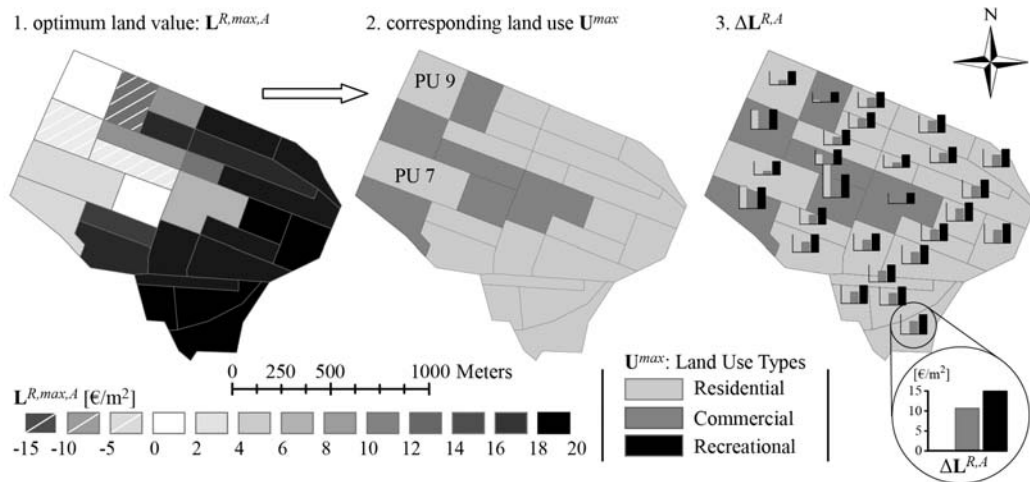 1. optimum land value: L^R,max,A
2. corresponding land use U^max
3. ΔL^R,A
N
PU 9
PU 7
0 250 500 1000 Meters
L^R,max,A [€/m²]
-15 -10 -5 0 2 4 6 8 10 12 14 16 18 20
U^max: Land Use Types
Residential
Commercial
Recreational
[€/m²]
15
10
5
0
ΔL^R,A